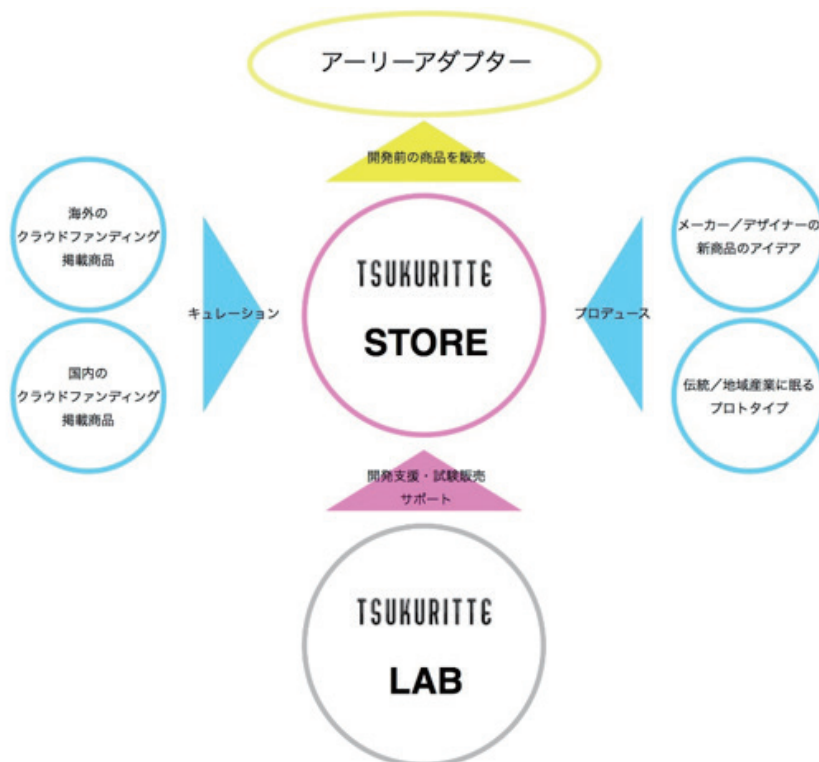 アーリーアダプター
開発前の商品を販売
海外の
クラウドファンディング
掲載商品
国内の
クラウドファンディング
掲載商品
キュレーション
TSUKURITTE
STORE
プロデュース
メーカー／デザイナーの
新商品のアイデア
伝統／地域産業に眠る
プロトタイプ
開発支援・試験販売
サポート
TSUKURITTE
LAB